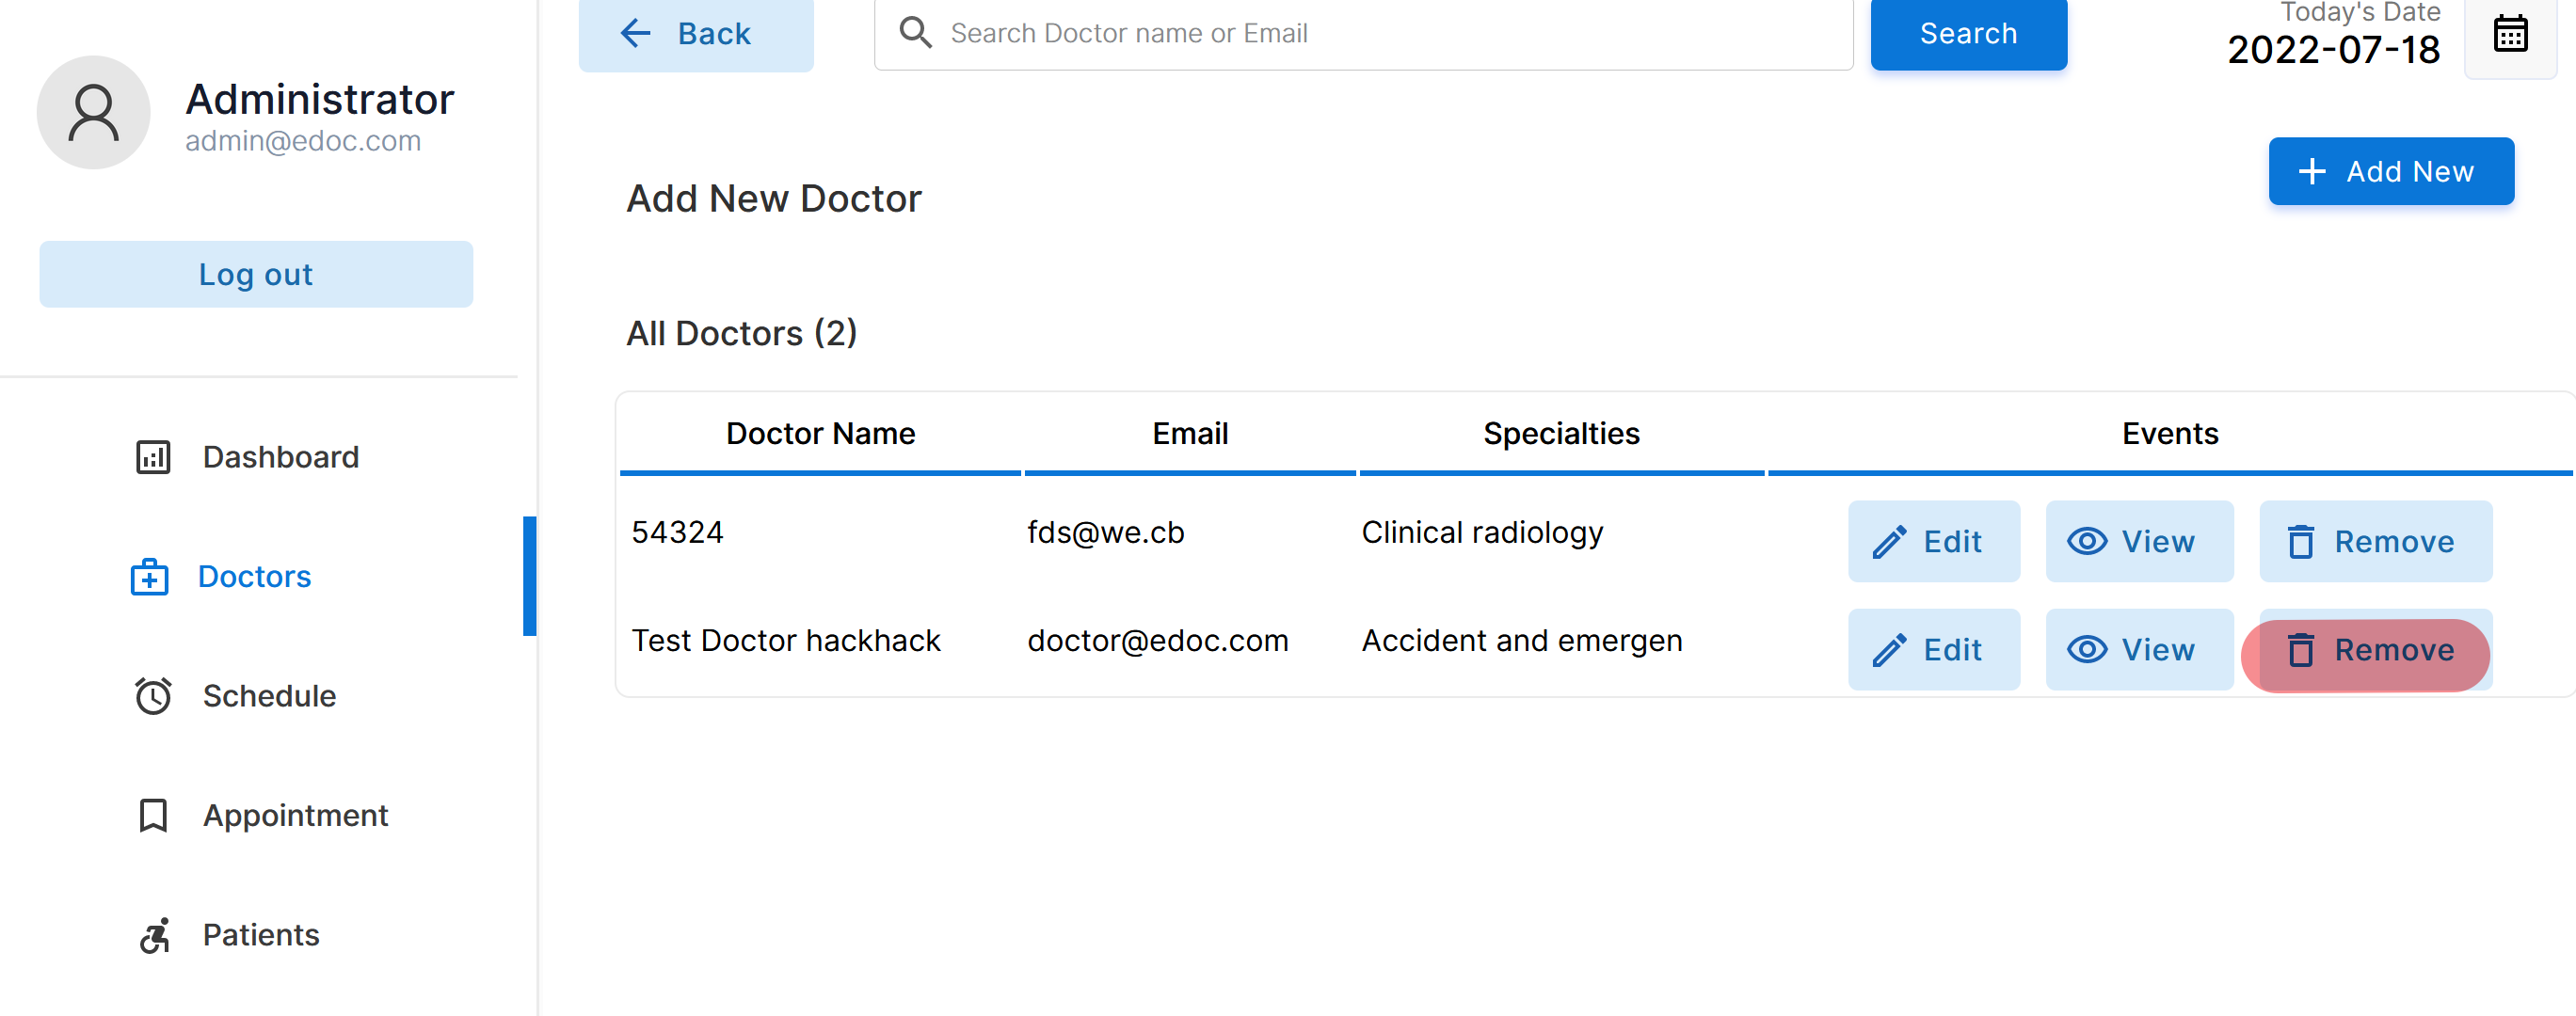 Administrator
admin@edoc.com
Log out
Dashboard
Doctors
Schedule
Appointment
Patients
Back
Search Doctor name or Email
Search
Today's Date
2022-07-18
Add New Doctor
Add New
All Doctors (2)
Doctor Name Email Specialties Events
54324 fds@we.cb Clinical radiology Edit View Remove
Test Doctor hackhack doctor@edoc.com Accident and emergen Edit View Remove